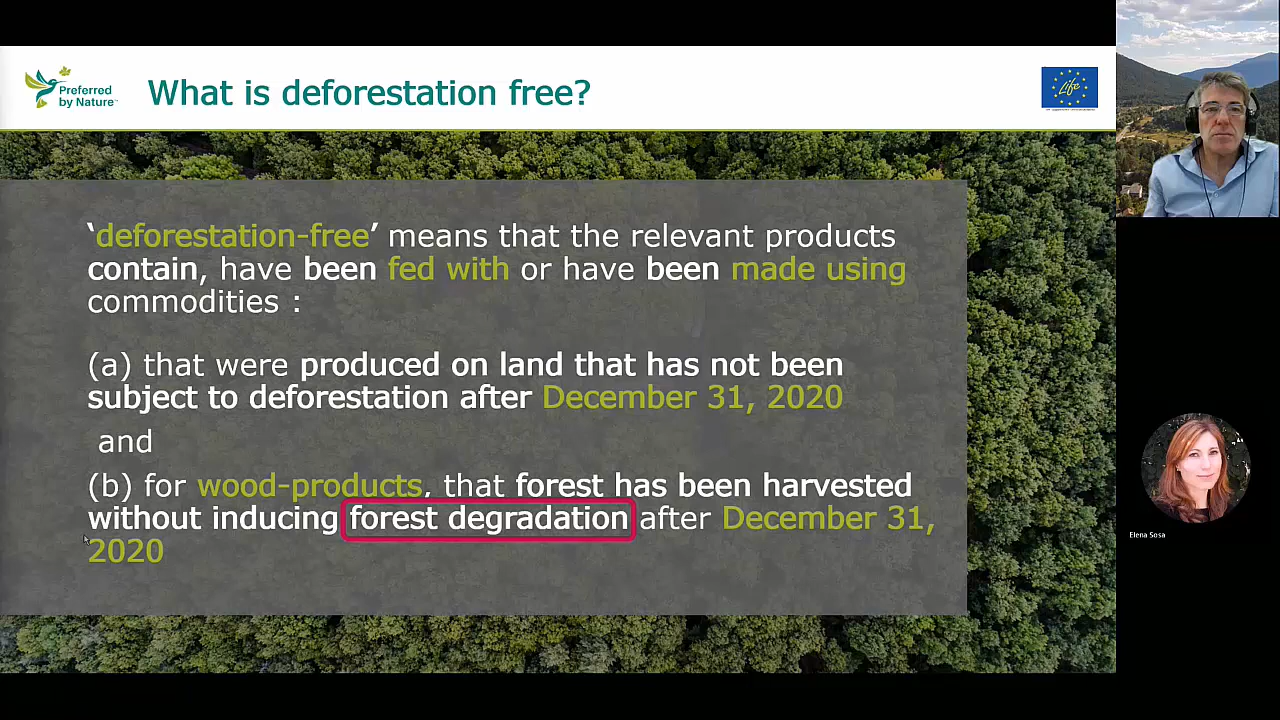 Preferred
by Nature™
What is deforestation free?
Life
‘deforestation-free’ means that the relevant products
contain, have been fed with or have been made using
commodities :
(a) that were produced on land that has not been
subject to deforestation after December 31, 2020
and
(b) for wood-products, that forest has been harvested
without inducing forest degradation after December 31,
2020
Elena Sosa